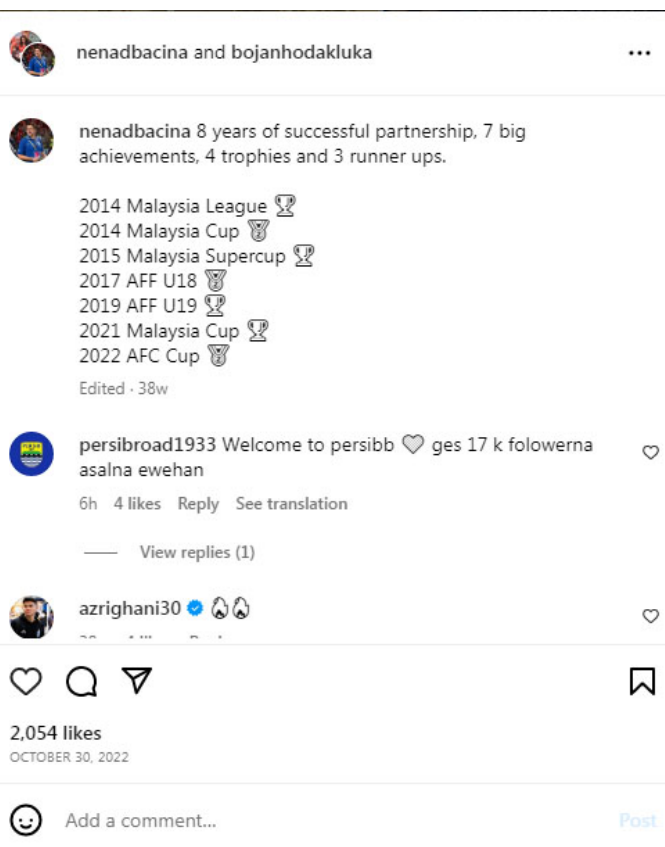 nenadbacina and bojanhodakluka
nenadbacina 8 years of successful partnership, 7 big
achievements, 4 trophies and 3 runner ups.
2014 Malaysia League 🏆
2014 Malaysia Cup 🥈
2015 Malaysia Supercup 🏆
2017 AFF U18 🥈
2019 AFF U19 🏆
2021 Malaysia Cup 🏆
2022 AFC Cup 🥈
Edited · 38w
persibroad1933 Welcome to persibb 🤍 ges 17 k folowerna
asalna ewehan
6h 4 likes Reply See translation
View replies (1)
azrighani30 🔥🔥
2,054 likes
OCTOBER 30, 2022
Add a comment...
Post